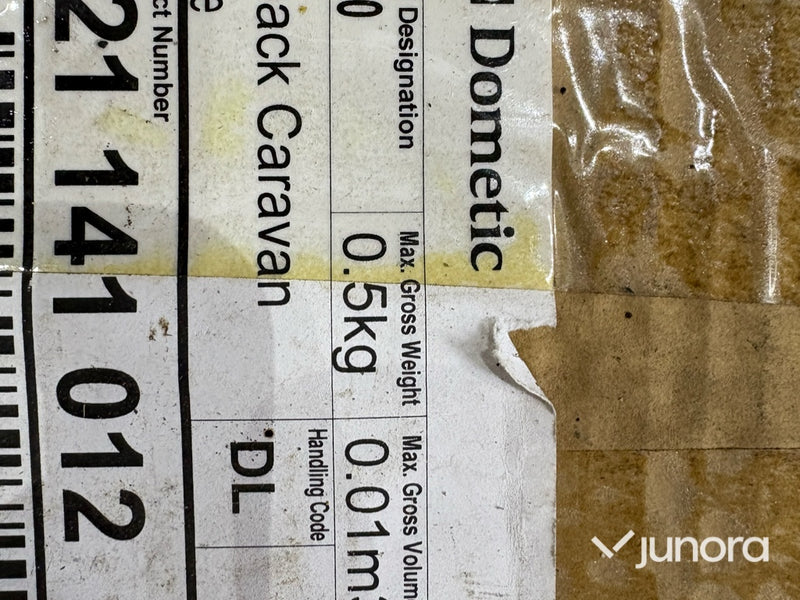 Dometic
Designation
0
Max. Gross Weight
0.5kg
Max. Gross Volum
0.01m
ack Caravan
e
Handling Code
DL
ct Number
21 141 012
junora